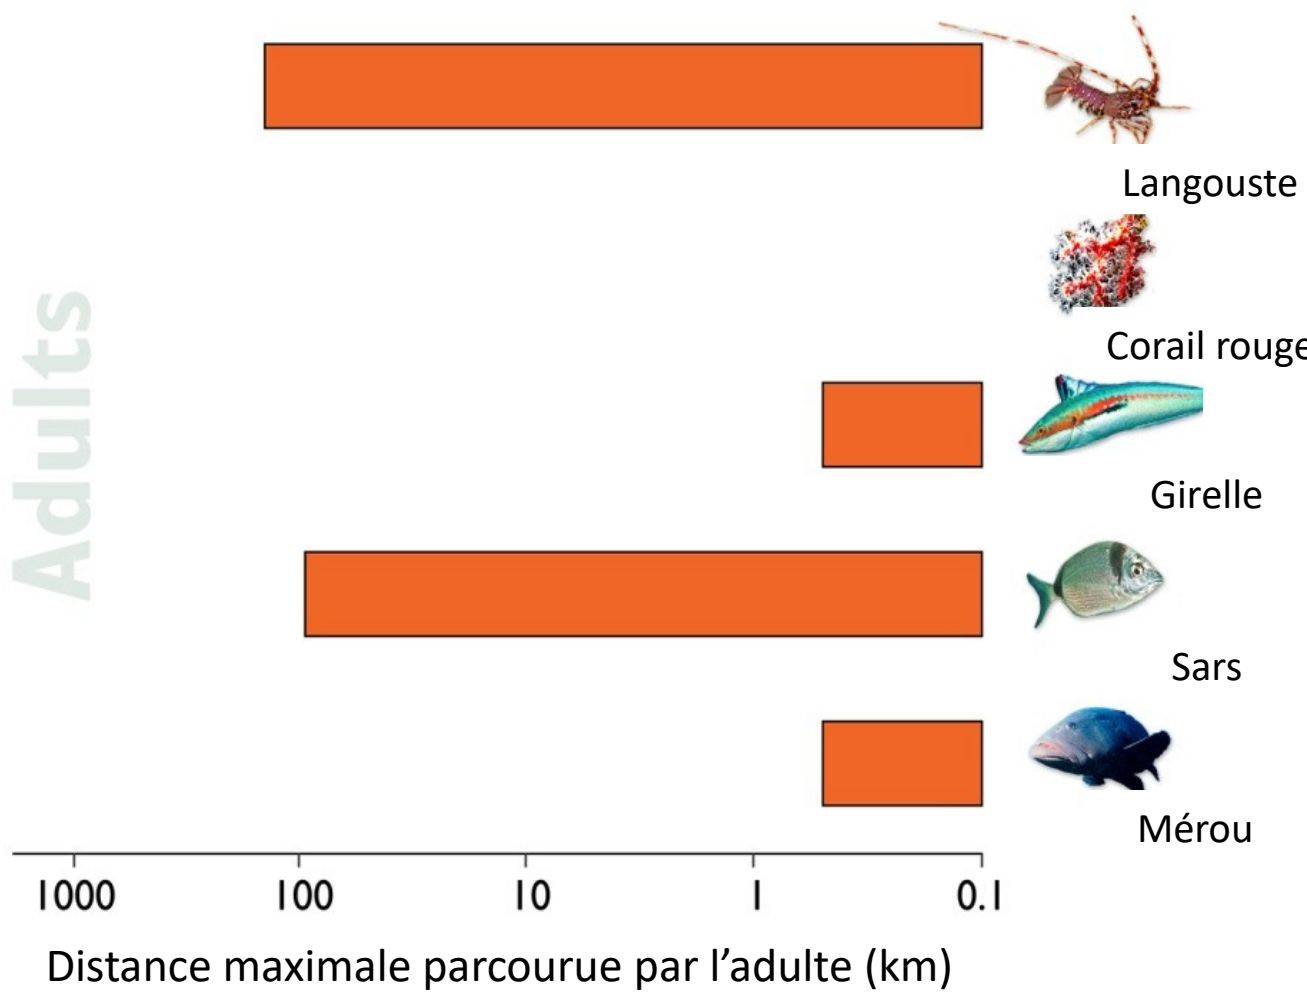 Langouste
Corail rouge
Adults
Girelle
Sars
Mérou
1000 100 10 1 0.1
Distance maximale parcourue par l’adulte (km)